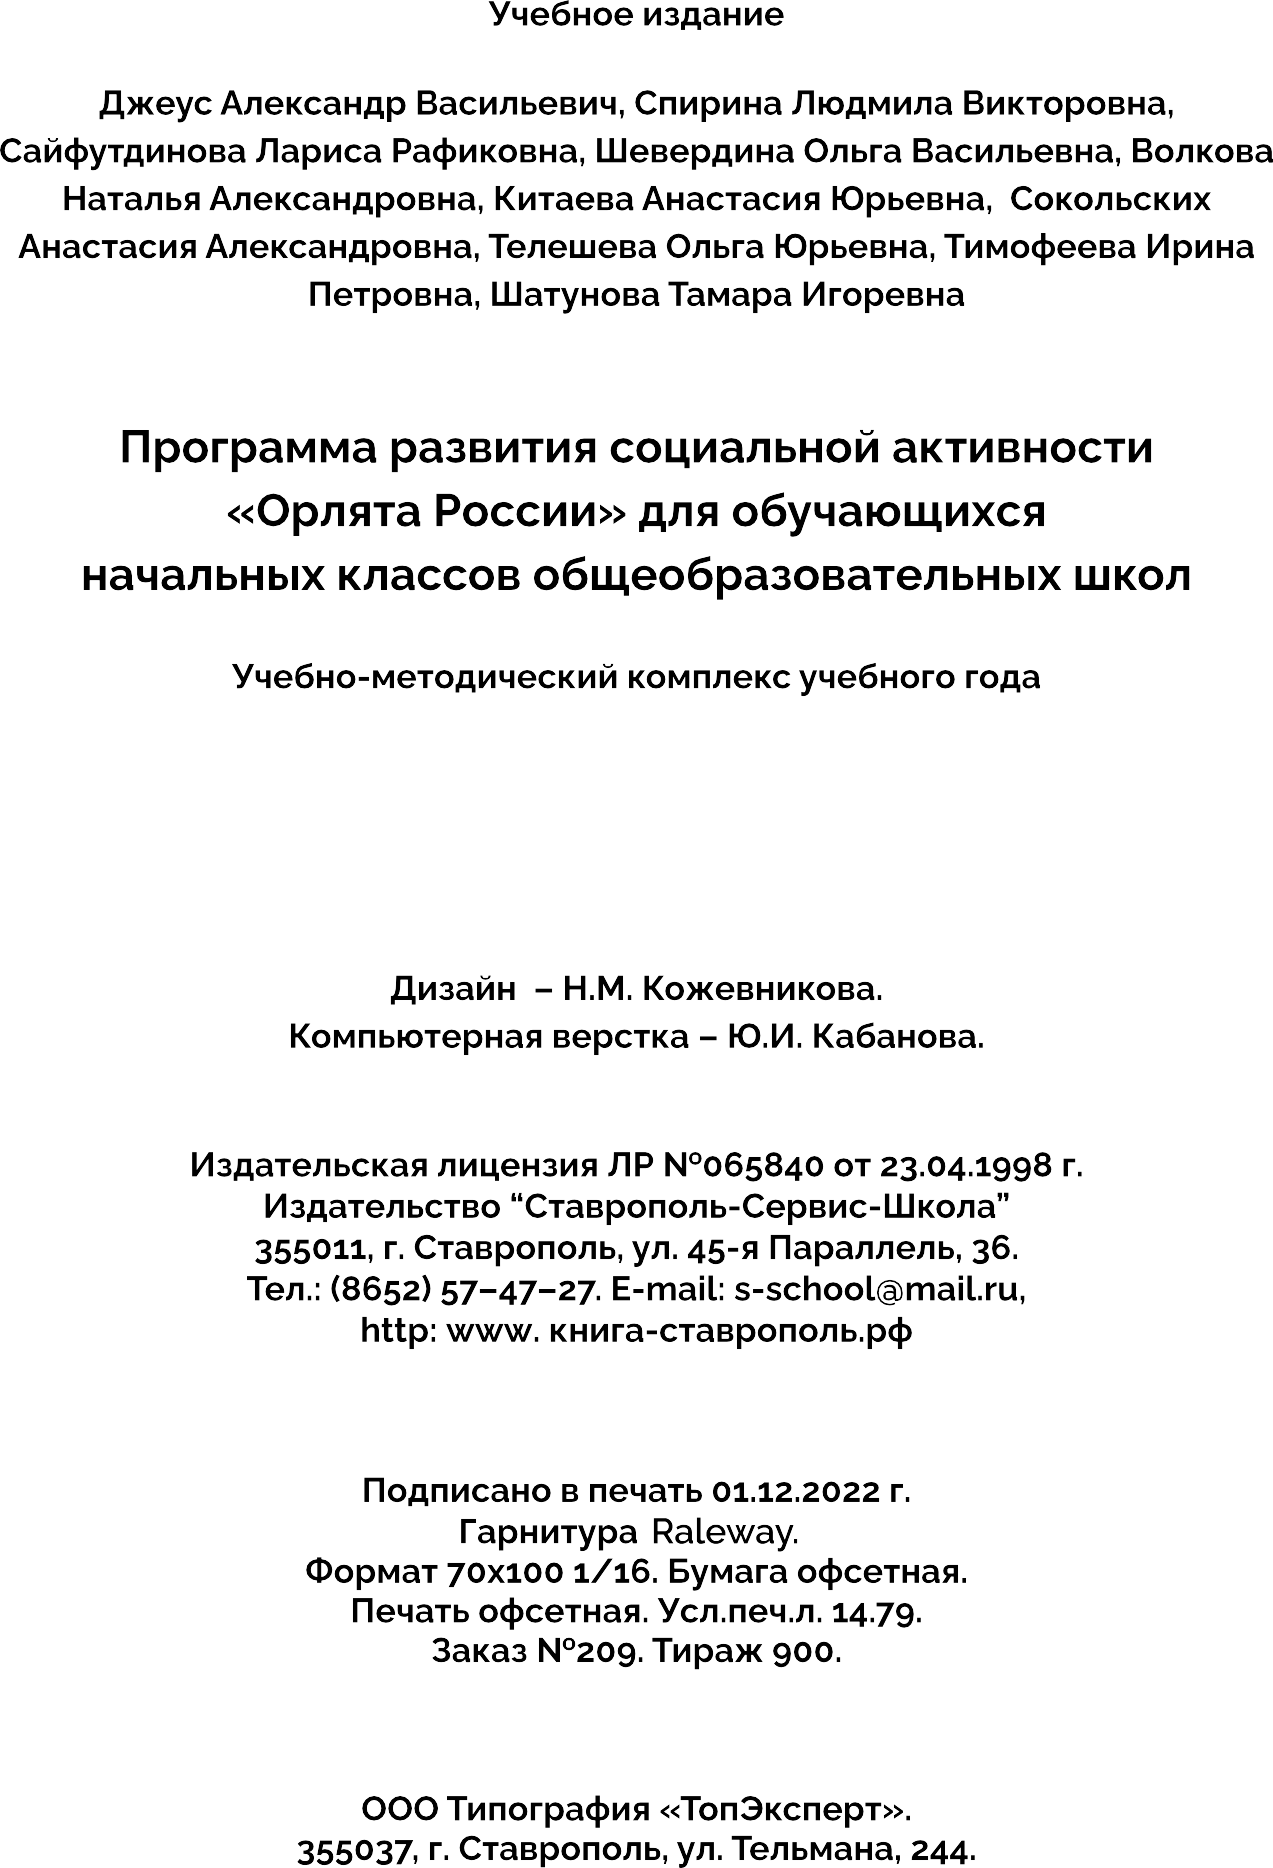 Учебное издание
Джеус Александр Васильевич, Спирина Людмила Викторовна,
Сайфутдинова Лариса Рафиковна, Шевердина Ольга Васильевна, Волкова
Наталья Александровна, Китаева Анастасия Юрьевна,  Сокольских
Анастасия Александровна, Телешева Ольга Юрьевна, Тимофеева Ирина
Петровна, Шатунова Тамара Игоревна
Программа развития социальной активности
«Орлята России» для обучающихся
начальных классов общеобразовательных школ
Учебно-методический комплекс учебного года
Дизайн  – Н.М. Кожевникова.
Компьютерная верстка – Ю.И. Кабанова.
Издательская лицензия ЛР №065840 от 23.04.1998 г.
Издательство “Ставрополь-Сервис-Школа”
355011, г. Ставрополь, ул. 45-я Параллель, 36.
Тел.: (8652) 57–47–27. E-mail: s-school@mail.ru,
http: www. книга-ставрополь.рф
Подписано в печать 01.12.2022 г.
Гарнитура Raleway.
Формат 70х100 1/16. Бумага офсетная.
Печать офсетная. Усл.печ.л. 14.79.
Заказ №209. Тираж 900.
ООО Типография «ТопЭксперт».
355037, г. Ставрополь, ул. Тельмана, 244.